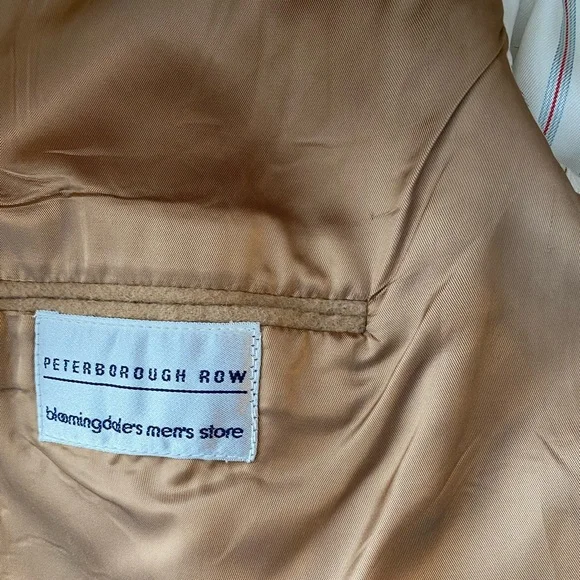 PETERBOROUGH ROW
bloomingdale's men's store